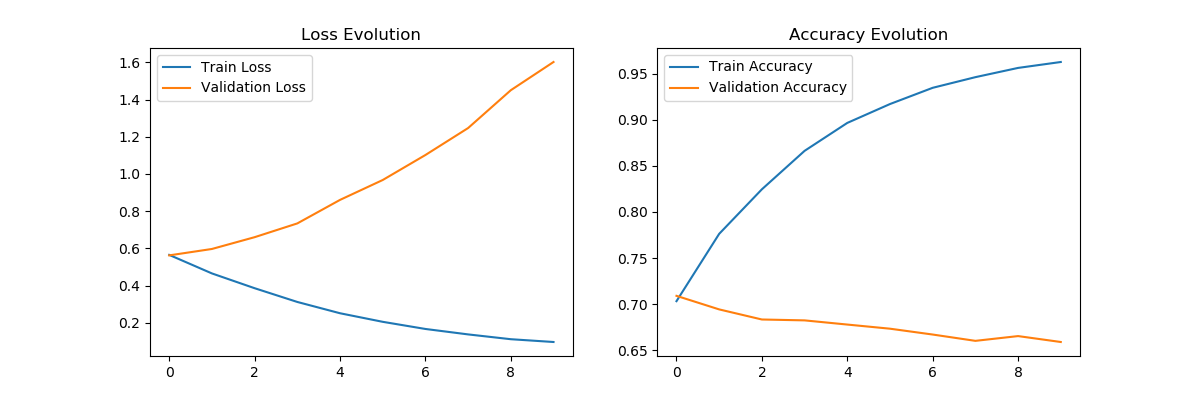 Loss Evolution
Train Loss
Validation Loss
1.6
1.4
1.2
1.0
0.8
0.6
0.4
0.2
0 2 4 6 8
Accuracy Evolution
Train Accuracy
Validation Accuracy
0.95
0.90
0.85
0.80
0.75
0.70
0.65
0 2 4 6 8